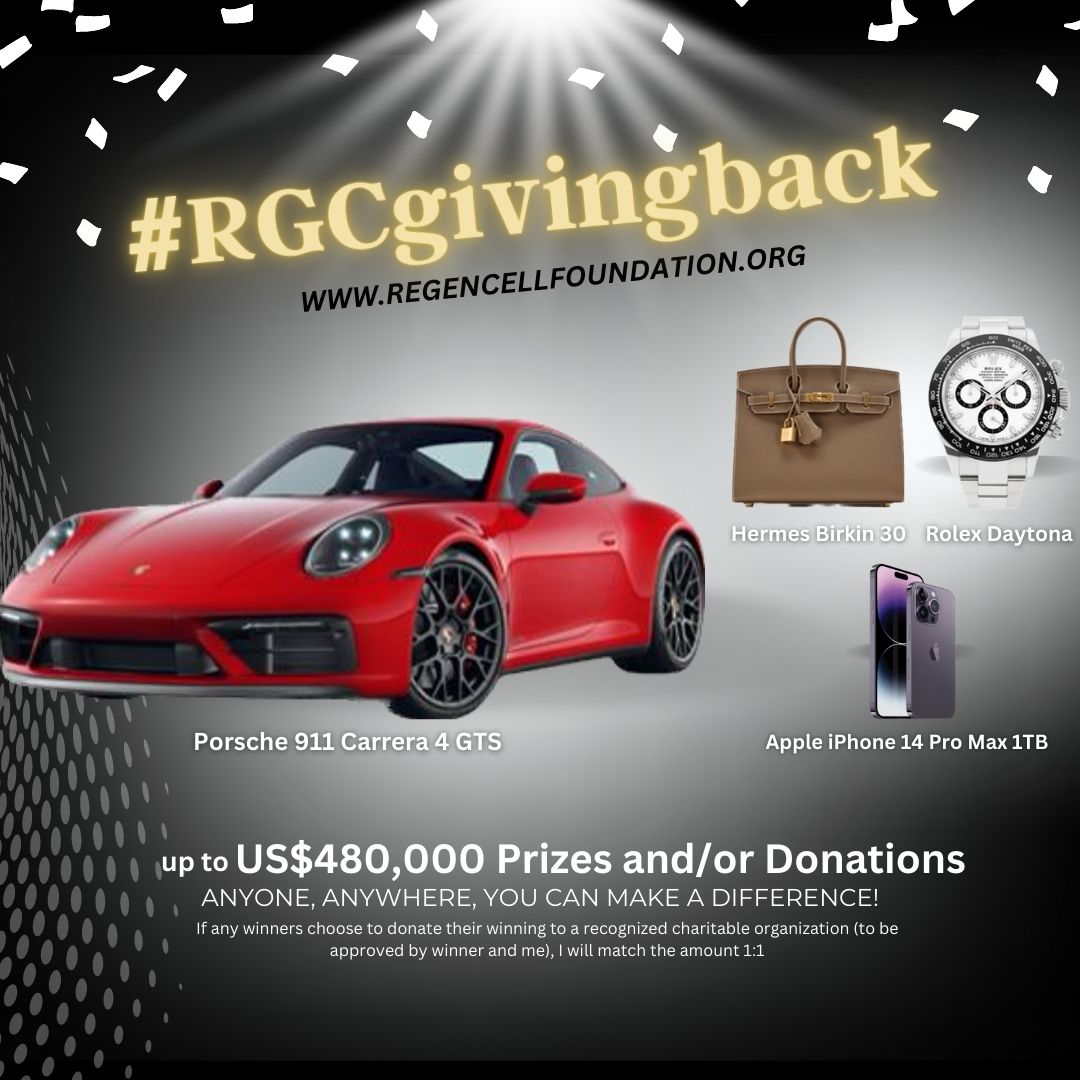 #RGCgivingback
WWW.REGENCELLFOUNDATION.ORG
ROLEX
Hermes Birkin 30
Rolex Daytona
Porsche 911 Carrera 4 GTS
Apple iPhone 14 Pro Max 1TB
up to US$480,000 Prizes and/or Donations
ANYONE, ANYWHERE, YOU CAN MAKE A DIFFERENCE!
If any winners choose to donate their winning to a recognized charitable organization (to be
approved by winner and me), I will match the amount 1:1